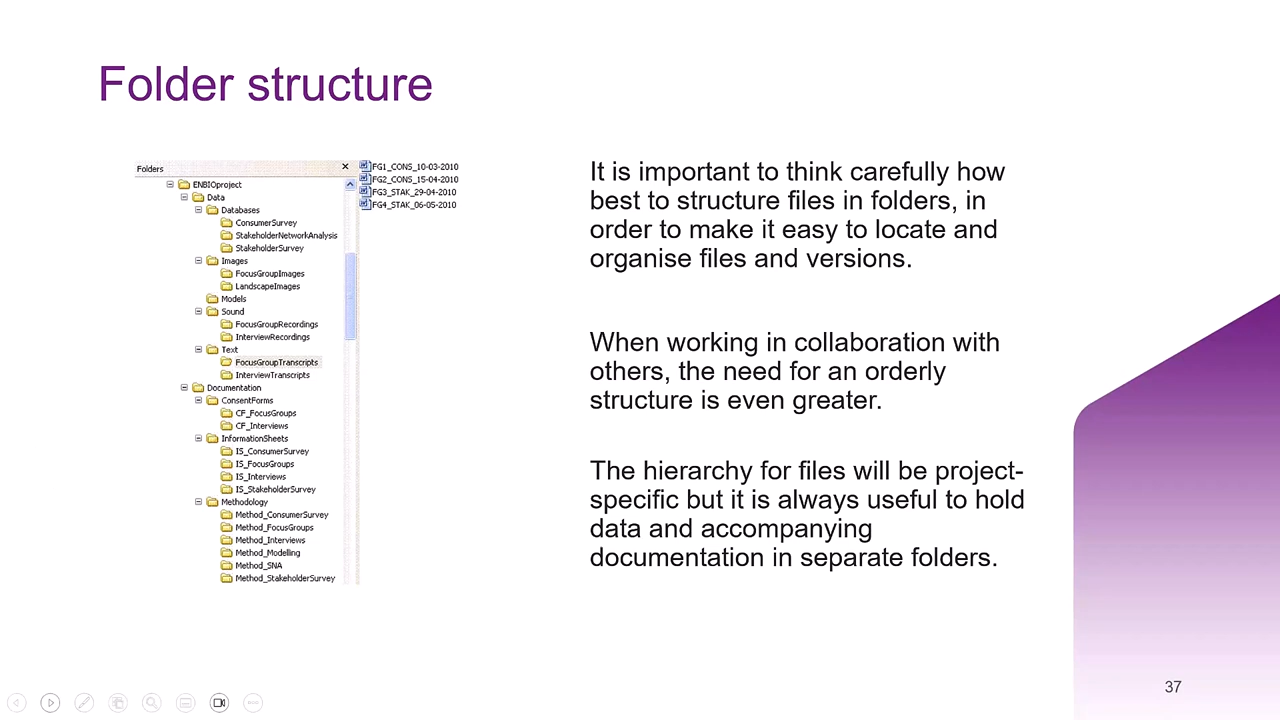 Folder structure
Folders
ENBIOproject
Data
Databases
ConsumerSurvey
StakeholderNetworkAnalysis
StakeholderSurvey
Images
FocusGroupImages
LandscapeImages
Models
Sound
FocusGroupRecordings
InterviewRecordings
Text
FocusGroupTranscripts
InterviewTranscripts
Documentation
ConsentForms
CF_FocusGroups
CF_Interviews
InformationSheets
IS_ConsumerSurvey
IS_FocusGroups
IS_Interviews
IS_StakeholderSurvey
Methodology
Method_ConsumerSurvey
Method_FocusGroups
Method_Interviews
Method_Modelling
Method_SNA
Method_StakeholderSurvey
FG1_CONS_10-03-2010
FG2_CONS_15-04-2010
FG3_STAK_29-04-2010
FG4_STAK_06-05-2010
It is important to think carefully how
best to structure files in folders, in
order to make it easy to locate and
organise files and versions.
When working in collaboration with
others, the need for an orderly
structure is even greater.
The hierarchy for files will be project-
specific but it is always useful to hold
data and accompanying
documentation in separate folders.
37